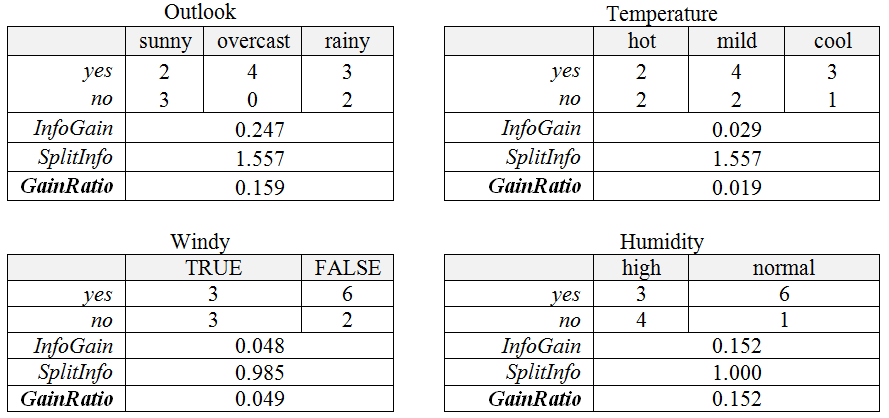 Outlook
sunny overcast rainy
yes 2 4 3
no 3 0 2
InfoGain 0.247
SplitInfo 1.557
GainRatio 0.159
Temperature
hot mild cool
yes 2 4 3
no 2 2 1
InfoGain 0.029
SplitInfo 1.557
GainRatio 0.019
Windy
TRUE FALSE
yes 3 6
no 3 2
InfoGain 0.048
SplitInfo 0.985
GainRatio 0.049
Humidity
high normal
yes 3 6
no 4 1
InfoGain 0.152
SplitInfo 1.000
GainRatio 0.152